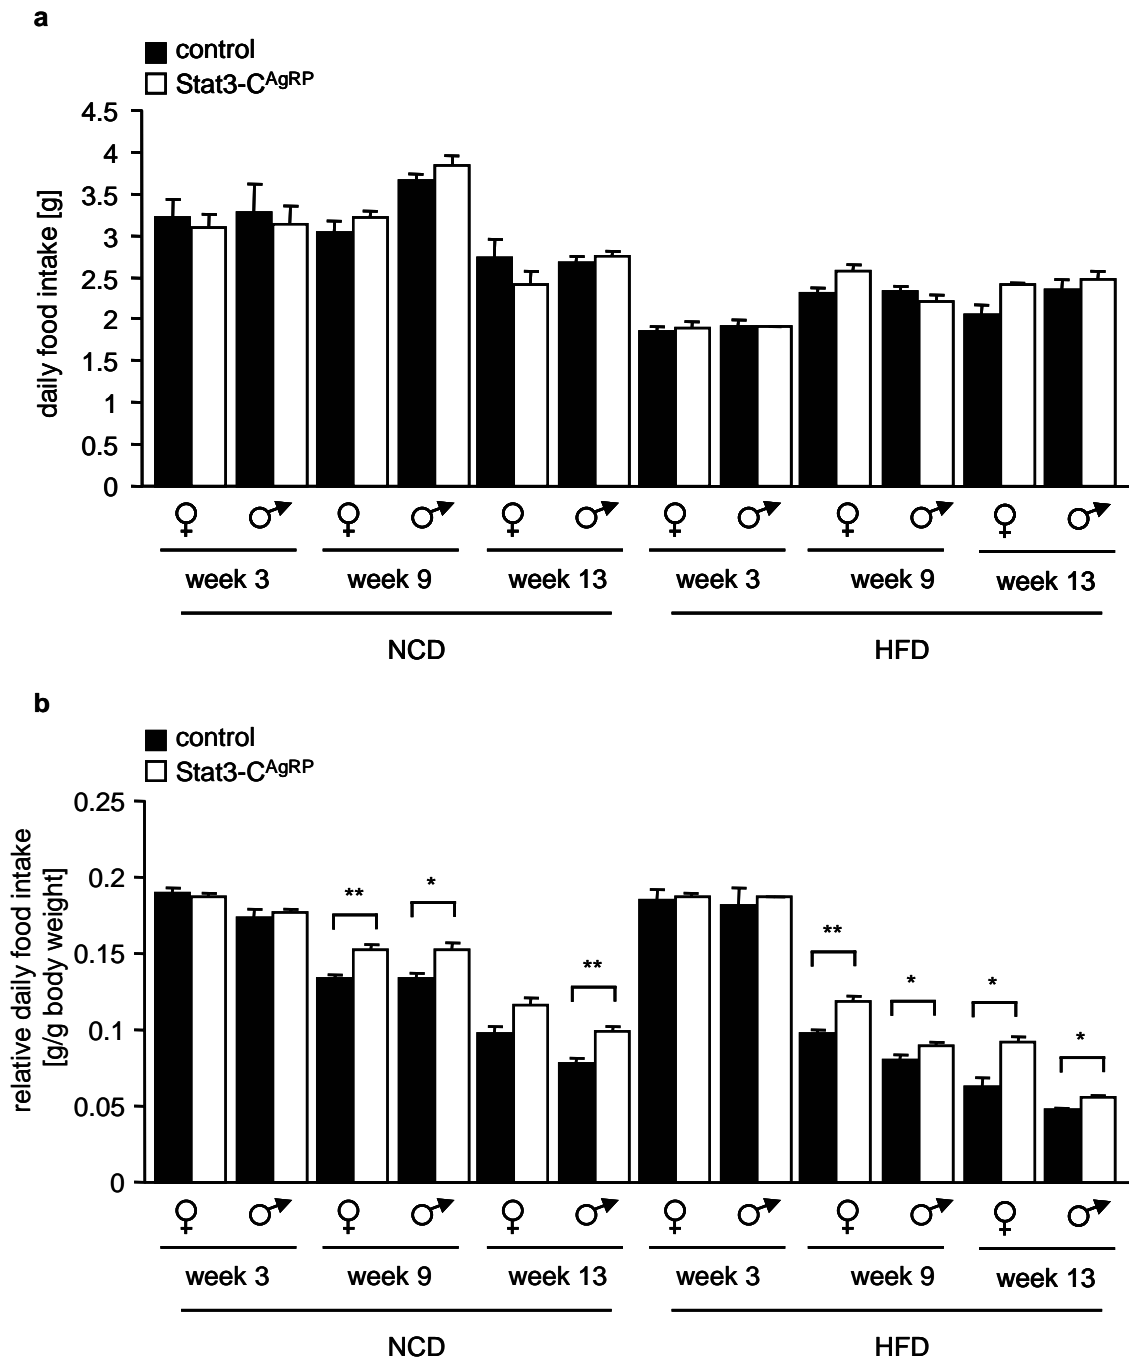 a
control
Stat3-C^AgRP
4.5
4
3.5
3
2.5
2
1.5
1
0.5
0
daily food intake [g]
♀ ♂ ♀ ♂ ♀ ♂ ♀ ♂ ♀ ♂ ♀ ♂
week 3 week 9 week 13 week 3 week 9 week 13
NCD HFD
b
control
Stat3-C^AgRP
0.25
0.2
0.15
0.1
0.05
0
relative daily food intake
[g/g body weight]
** * ** ** * * *
♀ ♂ ♀ ♂ ♀ ♂ ♀ ♂ ♀ ♂ ♀ ♂
week 3 week 9 week 13 week 3 week 9 week 13
NCD HFD